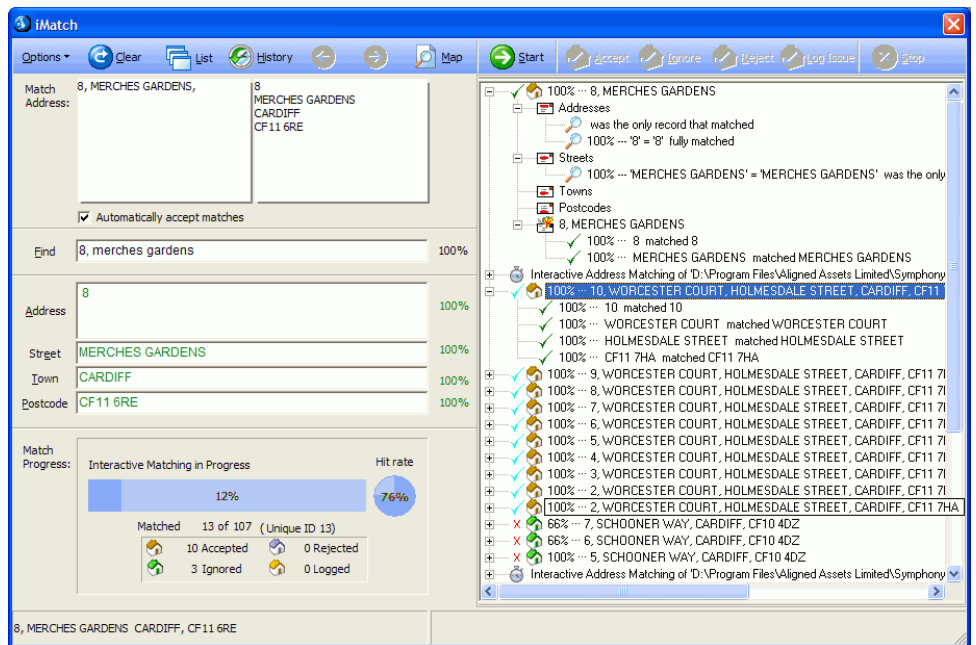 iMatch
Options Clear List History Map Start Accept Ignore Reject Log Issue Stop
Match Address:
8, MERCHES GARDENS,
8
MERCHES GARDENS
CARDIFF
CF11 6RE
Automatically accept matches
Find 8, merches gardens 100%
Address 8 100%
Street MERCHES GARDENS 100%
Town CARDIFF 100%
Postcode CF11 6RE 100%
Match Progress:
Interactive Matching in Progress Hit rate
12% 76%
Matched 13 of 107 (Unique ID 13)
10 Accepted 0 Rejected
3 Ignored 0 Logged
100% ··· 8, MERCHES GARDENS
Addresses
was the only record that matched
100% ··· '8' = '8' fully matched
Streets
100% ··· 'MERCHES GARDENS' = 'MERCHES GARDENS' was the only
Towns
Postcodes
8, MERCHES GARDENS
100% ··· 8 matched 8
100% ··· MERCHES GARDENS matched MERCHES GARDENS
Interactive Address Matching of 'D:\Program Files\Aligned Assets Limited\Symphony
100% ··· 10, WORCESTER COURT, HOLMESDALE STREET, CARDIFF, CF11
100% ··· 10 matched 10
100% ··· WORCESTER COURT matched WORCESTER COURT
100% ··· HOLMESDALE STREET matched HOLMESDALE STREET
100% ··· CF11 7HA matched CF11 7HA
100% ··· 9, WORCESTER COURT, HOLMESDALE STREET, CARDIFF, CF11 7
100% ··· 8, WORCESTER COURT, HOLMESDALE STREET, CARDIFF, CF11 7
100% ··· 7, WORCESTER COURT, HOLMESDALE STREET, CARDIFF, CF11 7
100% ··· 6, WORCESTER COURT, HOLMESDALE STREET, CARDIFF, CF11 7
100% ··· 5, WORCESTER COURT, HOLMESDALE STREET, CARDIFF, CF11 7
100% ··· 4, WORCESTER COURT, HOLMESDALE STREET, CARDIFF, CF11 7
100% ··· 3, WORCESTER COURT, HOLMESDALE STREET, CARDIFF, CF11 7
100% ··· 2, WORCESTER COURT, HOLMESDALE STREET, CARDIFF, CF11 7
100% ··· 2, WORCESTER COURT, HOLMESDALE STREET, CARDIFF, CF11 7HA
66% ··· 7, SCHOONER WAY, CARDIFF, CF10 4DZ
66% ··· 6, SCHOONER WAY, CARDIFF, CF10 4DZ
100% ··· 5, SCHOONER WAY, CARDIFF, CF10 4DZ
Interactive Address Matching of 'D:\Program Files\Aligned Assets Limited\Symphony
8, MERCHES GARDENS CARDIFF, CF11 6RE